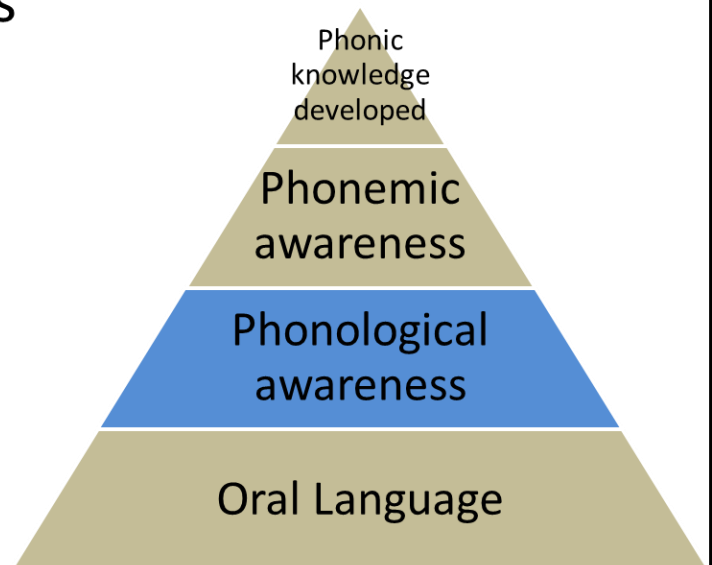 s
Phonic
knowledge
developed
Phonemic
awareness
Phonological
awareness
Oral Language